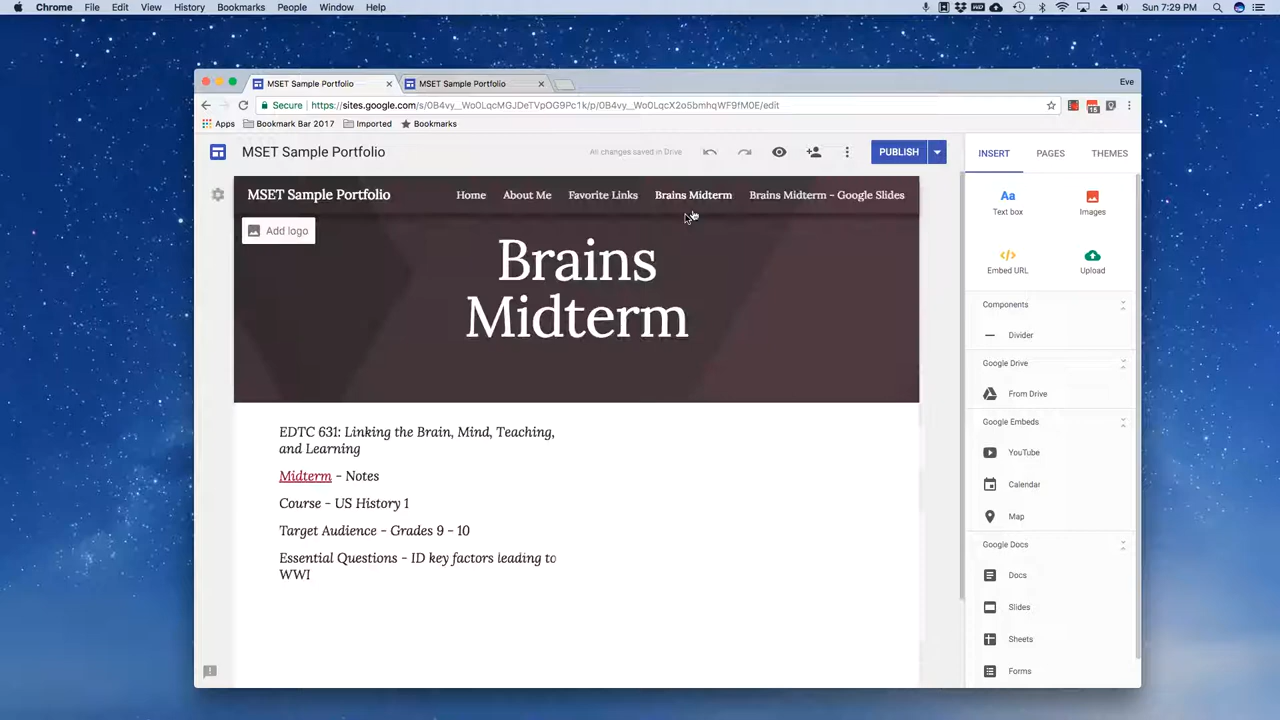 Chrome File Edit View History Bookmarks People Window Help
Sun 7:29 PM
MSET Sample Portfolio
MSET Sample Portfolio
Eve
Secure https://sites.google.com/s/0B4vy__Wo0LqcMGJDeTVpOG9Pc1k/p/0B4vy__Wo0LqcX2o5bmhqWF9fM0E/edit
15
Apps Bookmark Bar 2017 Imported Bookmarks
MSET Sample Portfolio
All changes saved in Drive
PUBLISH
INSERT PAGES THEMES
MSET Sample Portfolio
Home About Me Favorite Links Brains Midterm Brains Midterm - Google Slides
Add logo
Brains
Midterm
EDTC 631: Linking the Brain, Mind, Teaching,
and Learning
Midterm - Notes
Course - US History 1
Target Audience - Grades 9 - 10
Essential Questions - ID key factors leading to
WWI
Aa
Text box
Images
Embed URL
Upload
Components
Divider
Google Drive
From Drive
Google Embeds
YouTube
Calendar
Map
Google Docs
Docs
Slides
Sheets
Forms